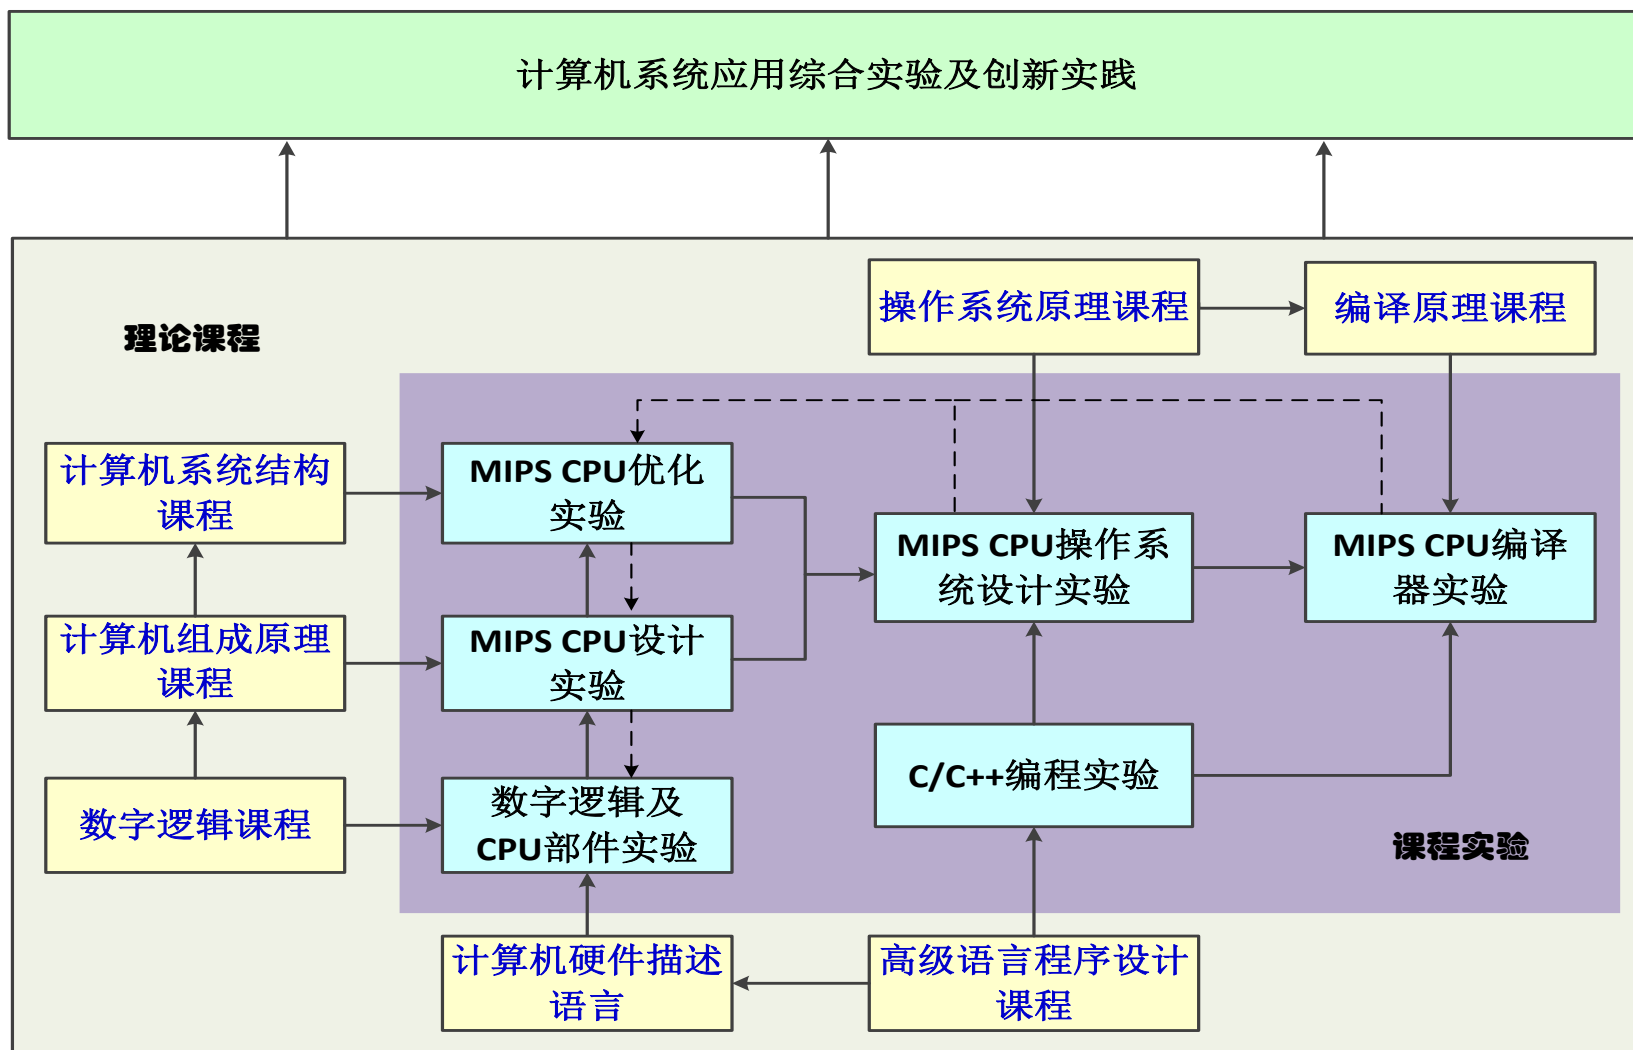 计算机系统应用综合实验及创新实践
操作系统原理课程
编译原理课程
理论课程
计算机系统结构
课程
MIPS CPU优化
实验
MIPS CPU操作系
统设计实验
MIPS CPU编译
器实验
计算机组成原理
课程
MIPS CPU设计
实验
数字逻辑课程
数字逻辑及
CPU部件实验
C/C++编程实验
课程实验
计算机硬件描述
语言
高级语言程序设计
课程